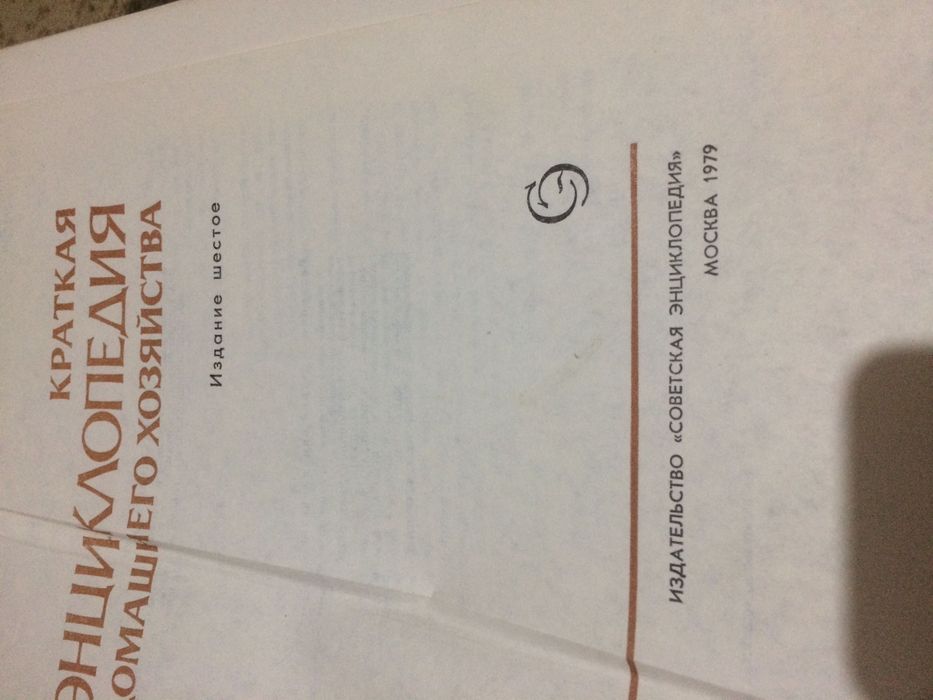 КРАТКАЯ
ЭНЦИКЛОПЕДИЯ
ДОМАШНЕГО ХОЗЯЙСТВА
Издание шестое
ИЗДАТЕЛЬСТВО «СОВЕТСКАЯ ЭНЦИКЛОПЕДИЯ»
МОСКВА 1979